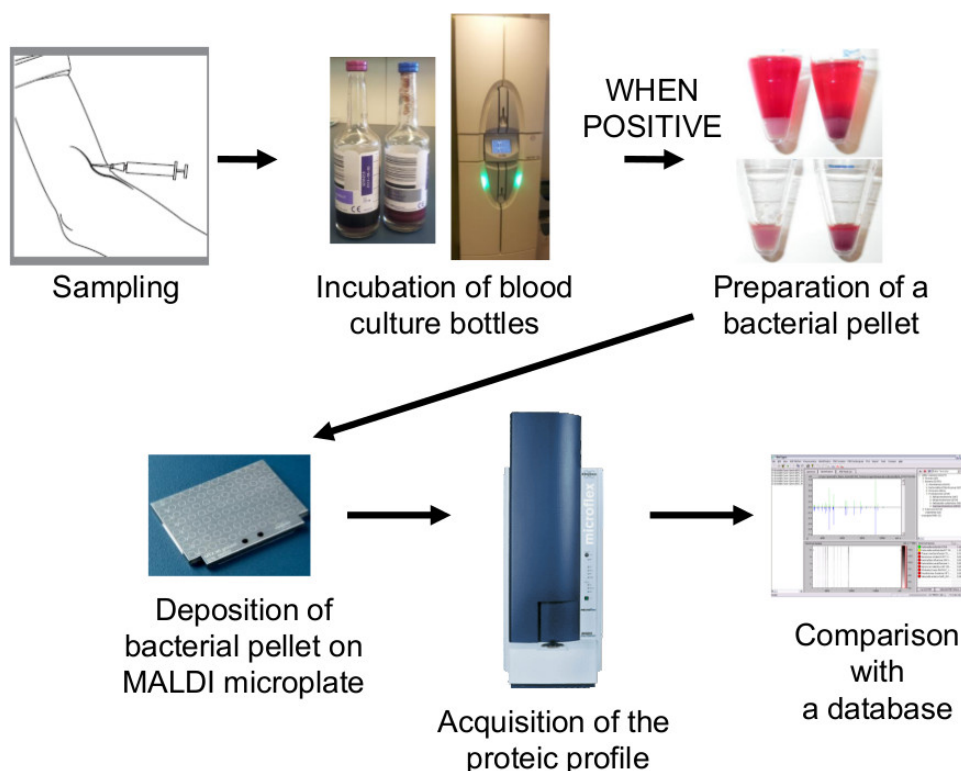 WHEN
POSITIVE
Sampling
Incubation of blood
culture bottles
Preparation of a
bacterial pellet
microflex
Deposition of
bacterial pellet on
MALDI microplate
Acquisition of the
proteic profile
Comparison
with
a database